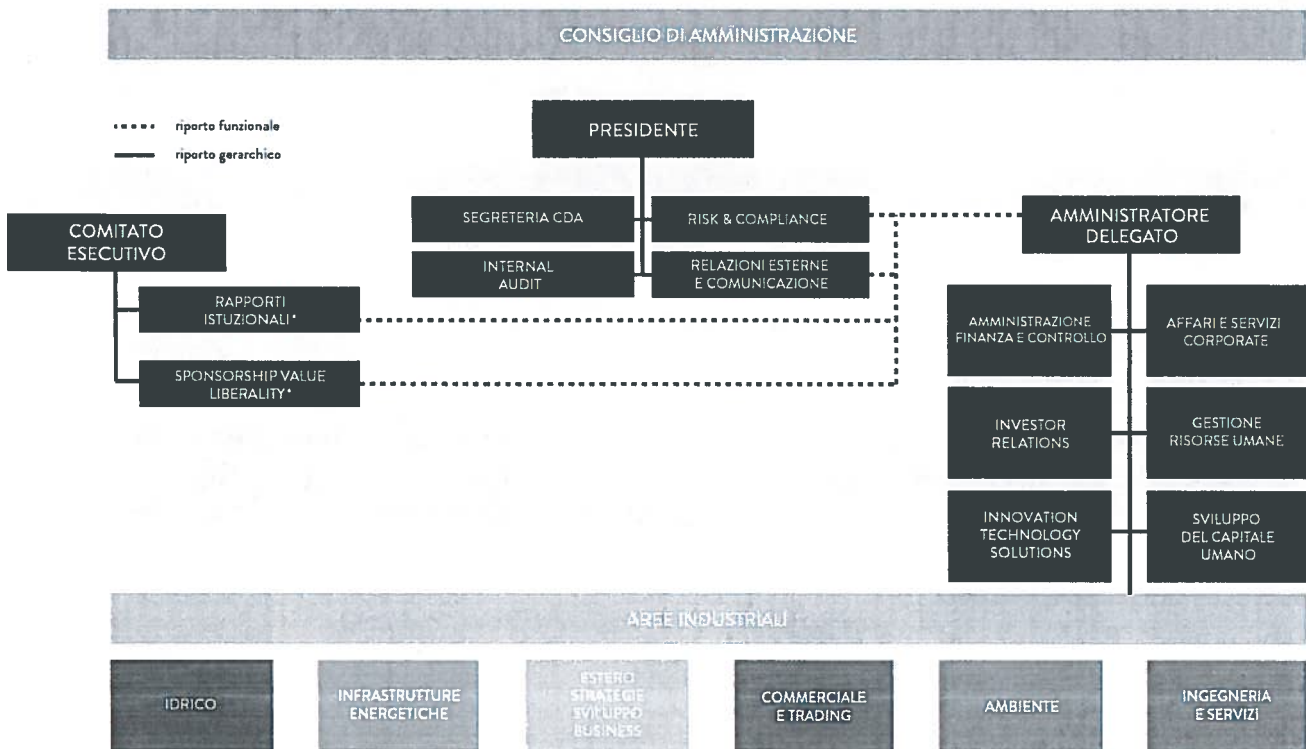 CONSIGLIO DI AMMINISTRAZIONE
riporto funzionale
riporto gerarchico
PRESIDENTE
SEGRETERIA CDA
RISK & COMPLIANCE
INTERNAL
AUDIT
RELAZIONI ESTERNE
E COMUNICAZIONE
COMITATO
ESECUTIVO
RAPPORTI
ISTUZIONALI*
SPONSORSHIP VALUE
LIBERALITY*
AMMINISTRATORE
DELEGATO
AMMINISTRAZIONE
FINANZA E CONTROLLO
AFFARI E SERVIZI
CORPORATE
INVESTOR
RELATIONS
GESTIONE
RISORSE UMANE
INNOVATION
TECHNOLOGY
SOLUTIONS
SVILUPPO
DEL CAPITALE
UMANO
AREE INDUSTRIALI
IDRICO
INFRASTRUTTURE
ENERGETICHE
ESTERO
STRATEGIE
SVILUPPO
BUSINESS
COMMERCIALE
E TRADING
AMBIENTE
INGEGNERIA
E SERVIZI